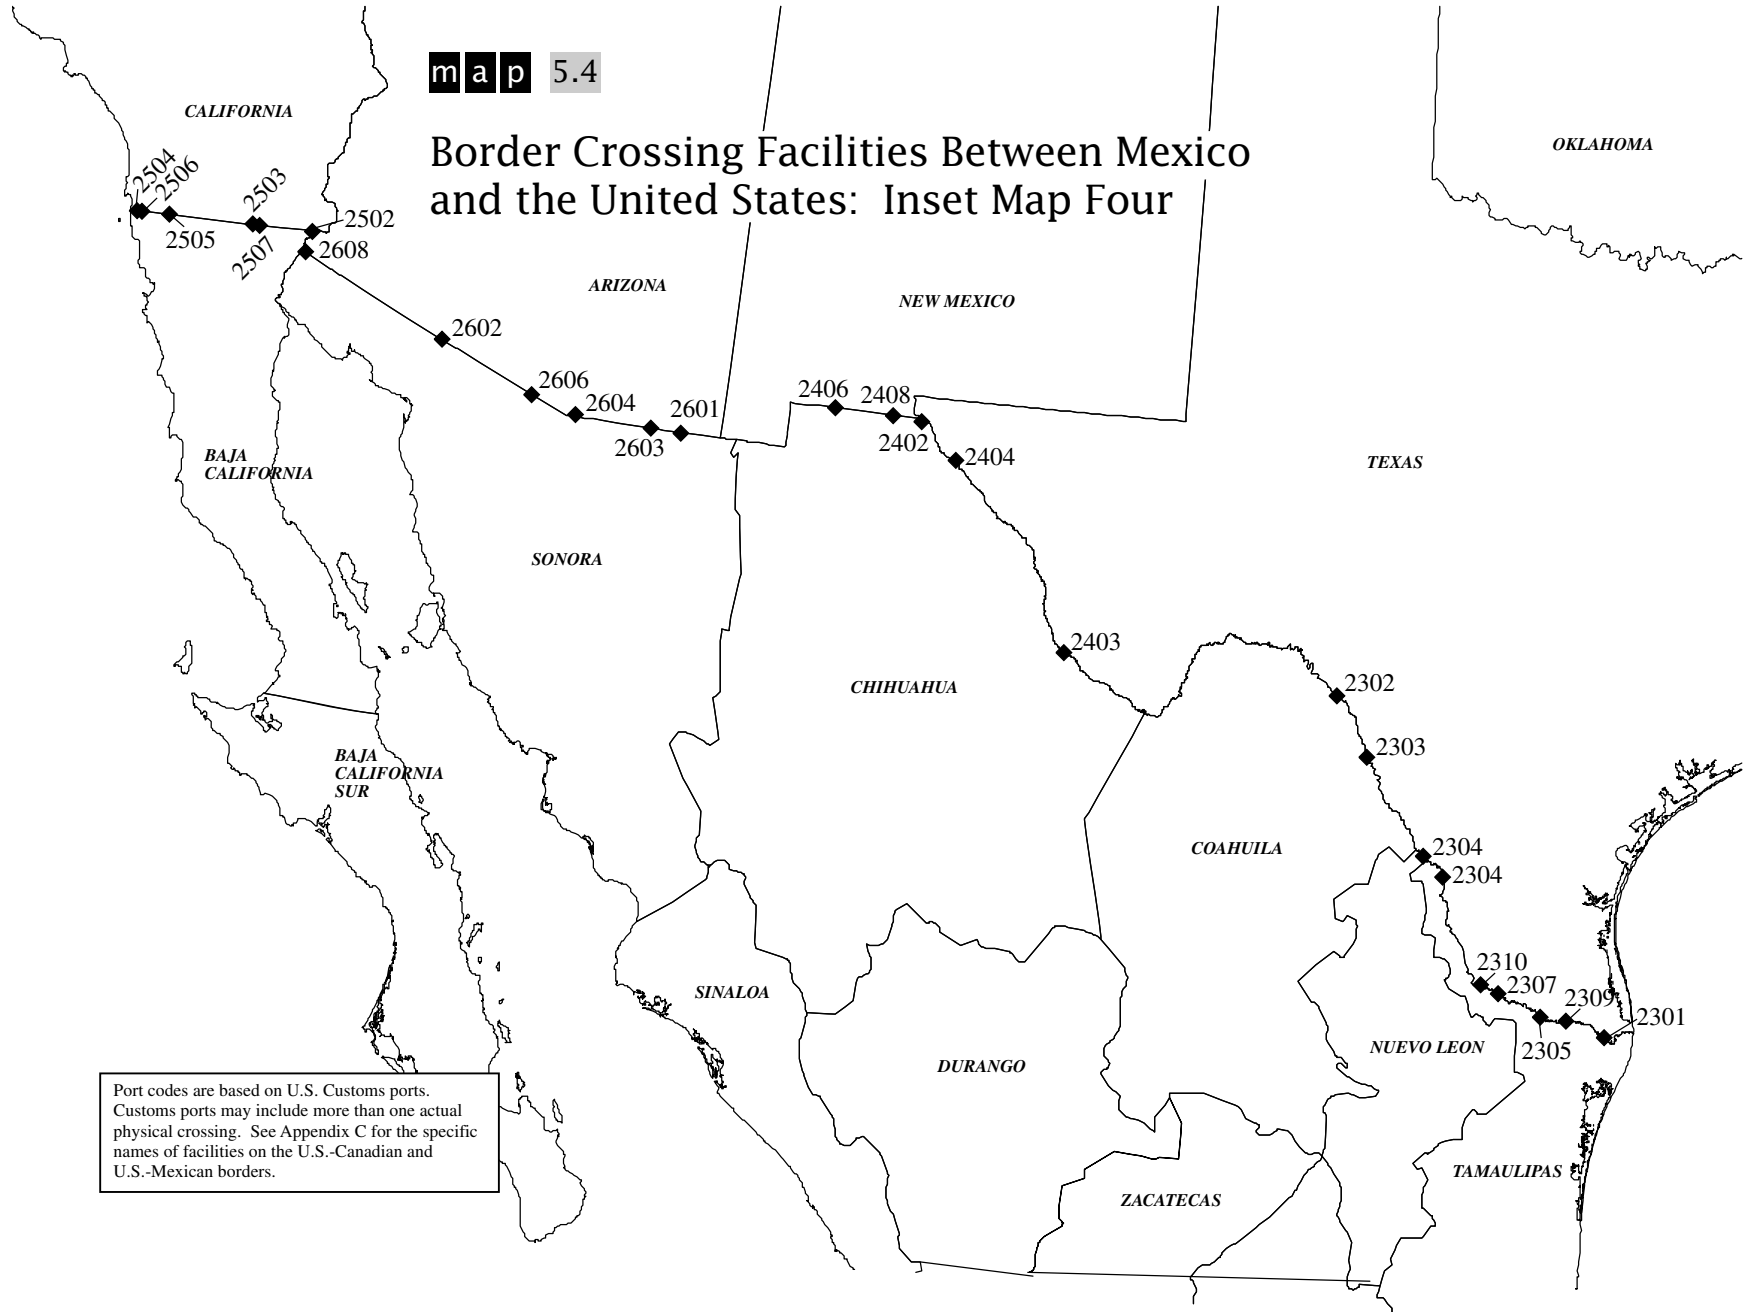 map 5.4
Border Crossing Facilities Between Mexico
and the United States: Inset Map Four
CALIFORNIA
OKLAHOMA
2504
2506
2503
2502
2505
2507
2608
ARIZONA
NEW MEXICO
2602
2606
2604
2601
2603
2406
2408
2402
2404
BAJA
CALIFORNIA
TEXAS
SONORA
2403
CHIHUAHUA
2302
2303
BAJA
CALIFORNIA
SUR
COAHUILA
2304
2304
2310
2307
2309
2301
2305
SINALOA
NUEVO LEON
DURANGO
Port codes are based on U.S. Customs ports.
Customs ports may include more than one actual
physical crossing. See Appendix C for the specific
names of facilities on the U.S.-Canadian and
U.S.-Mexican borders.
TAMAULIPAS
ZACATECAS